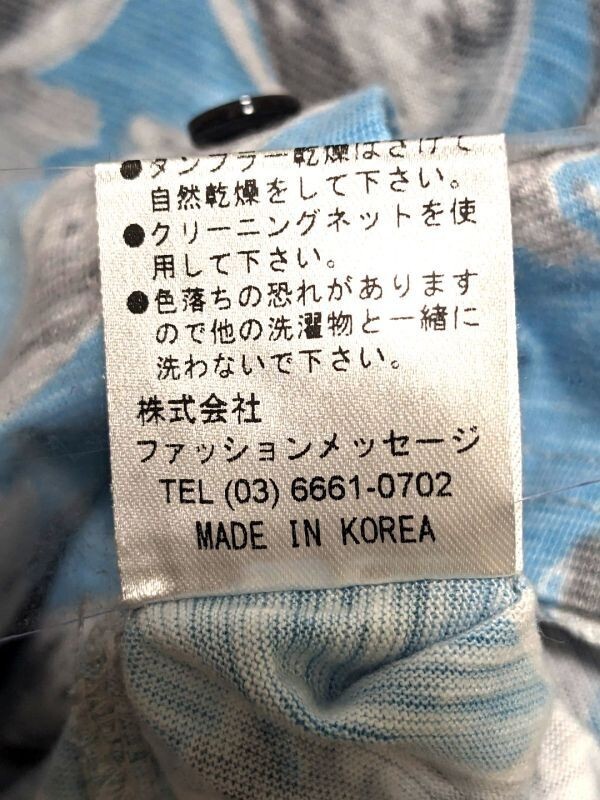 ●タンブラー乾燥はさけて
自然乾燥をして下さい。
●クリーニングネットを使
用して下さい。
●色落ちの恐れがあります
ので他の洗濯物と一緒に
洗わないで下さい。
株式会社
ファッションメッセージ
TEL (03) 6661-0702
MADE IN KOREA